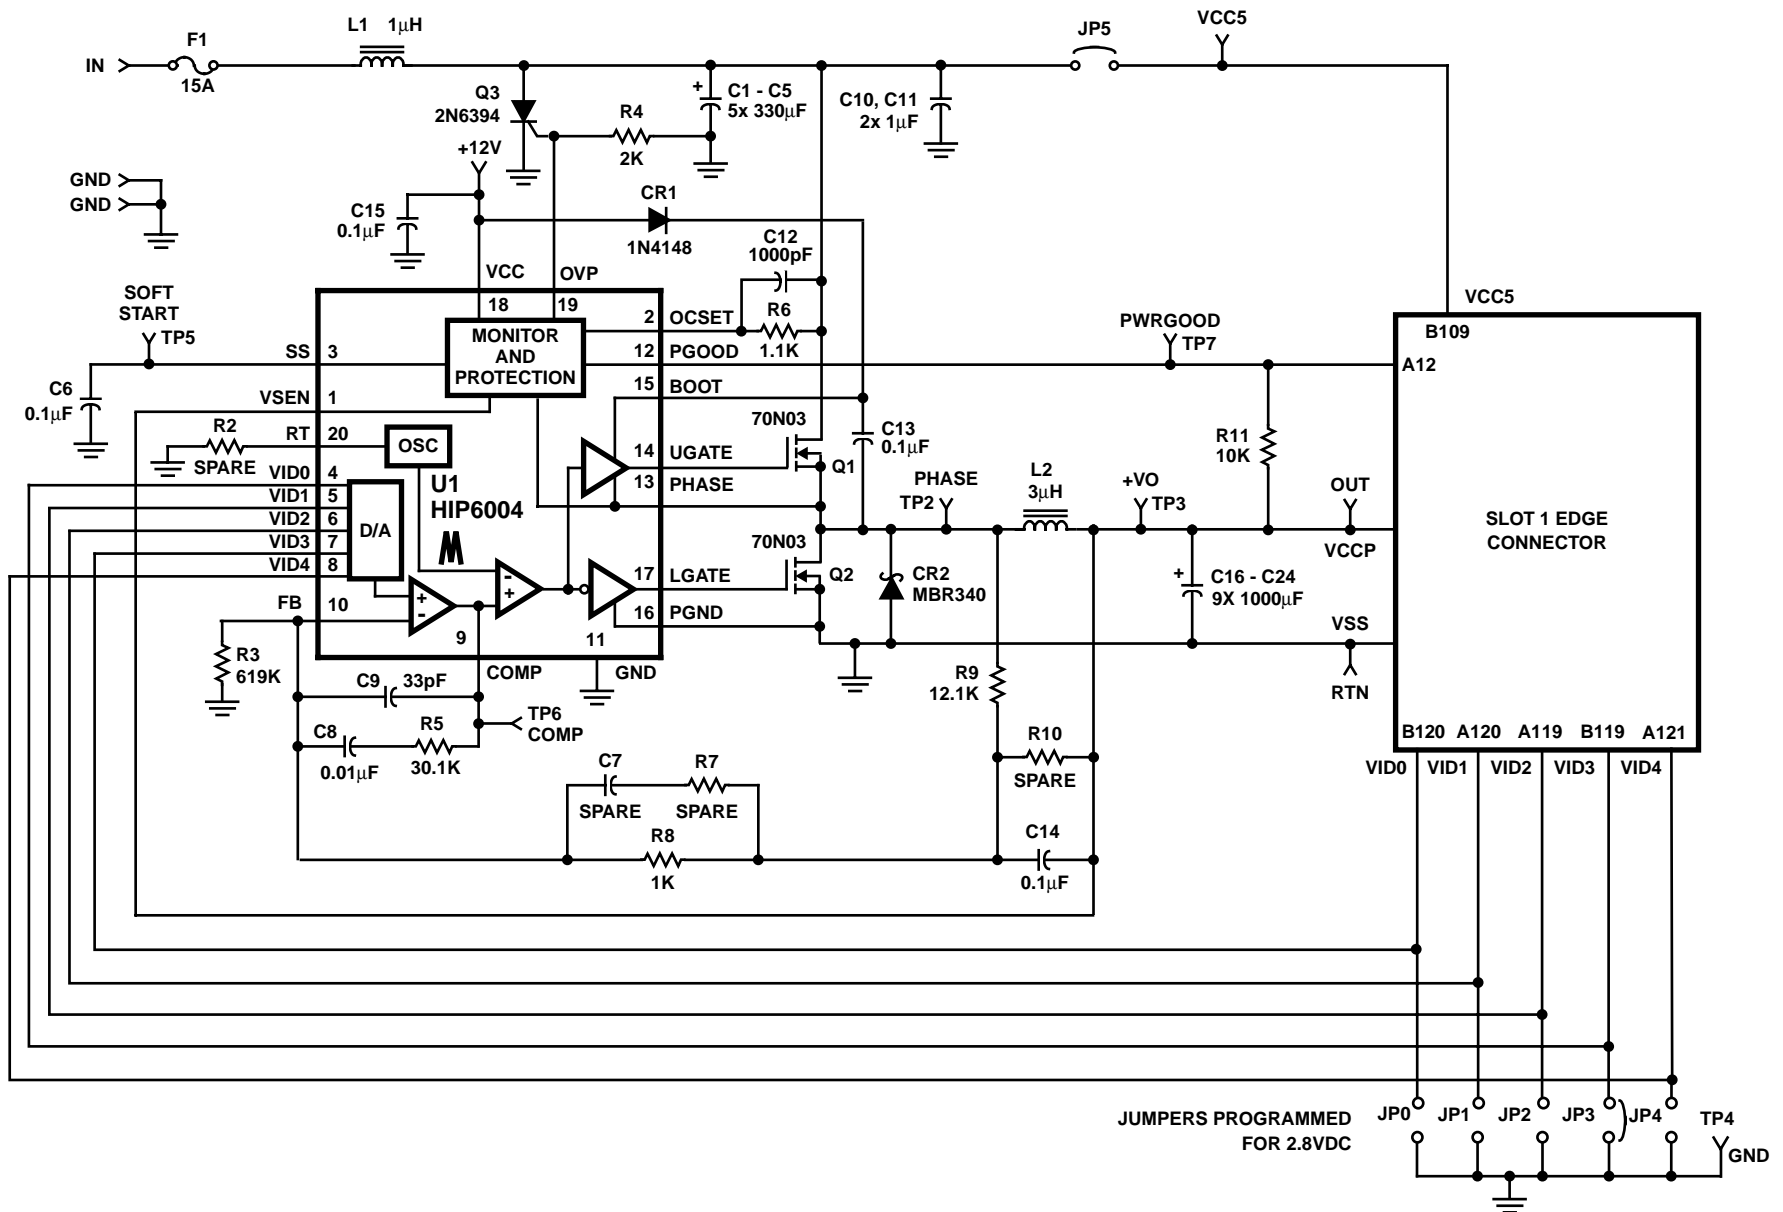 L1 1μH
F1
IN
15A
JP5
VCC5
Q3
2N6394
R4
2K
+
C1 - C5
5x 330μF
C10, C11
2x 1μF
+12V
GND
GND
C15
0.1μF
CR1
1N4148
C12
1000pF
VCC
OVP
SOFT
START
TP5
18
19
2
OCSET
R6
1.1K
MONITOR
AND
PROTECTION
SS
3
12
PGOOD
PWRGOOD
TP7
VCC5
B109
A12
C6
0.1μF
VSEN
1
15
BOOT
R2
SPARE
RT
20
OSC
70N03
C13
0.1μF
R11
10K
14
UGATE
Q1
VID0
4
VID1
5
VID2
6
VID3
7
VID4
8
D/A
U1
HIP6004
13
PHASE
PHASE
TP2
L2
3μH
+VO
TP3
OUT
VCCP
SLOT 1 EDGE
CONNECTOR
70N03
17
LGATE
Q2
CR2
MBR340
+
C16 - C24
9X 1000μF
+
-
-
+
FB
10
16
PGND
VSS
RTN
9
11
R3
619K
COMP
GND
C9
33pF
R9
12.1K
TP6
COMP
C8
0.01μF
R5
30.1K
R10
SPARE
B120 A120 A119 B119 A121
VID0 VID1 VID2 VID3 VID4
C7
SPARE
R7
SPARE
R8
1K
C14
0.1μF
JUMPERS PROGRAMMED
FOR 2.8VDC
JP0
JP1
JP2
JP3
JP4
TP4
GND